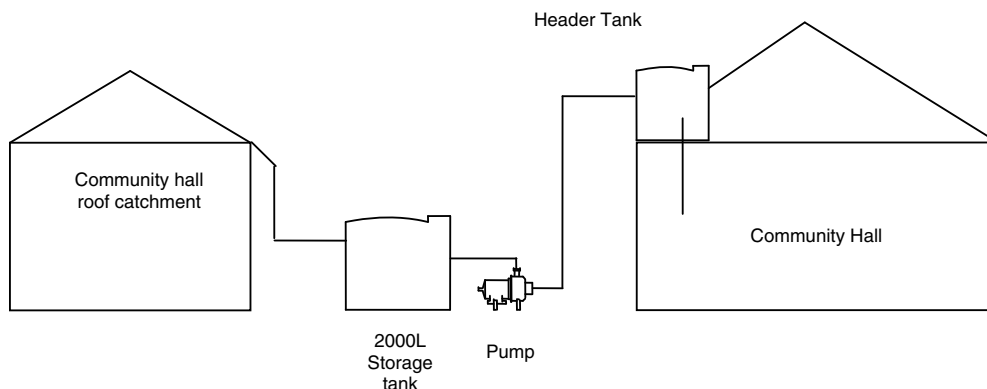 Header Tank
Community hall
roof catchment
Community Hall
2000L
Storage
tank
Pump